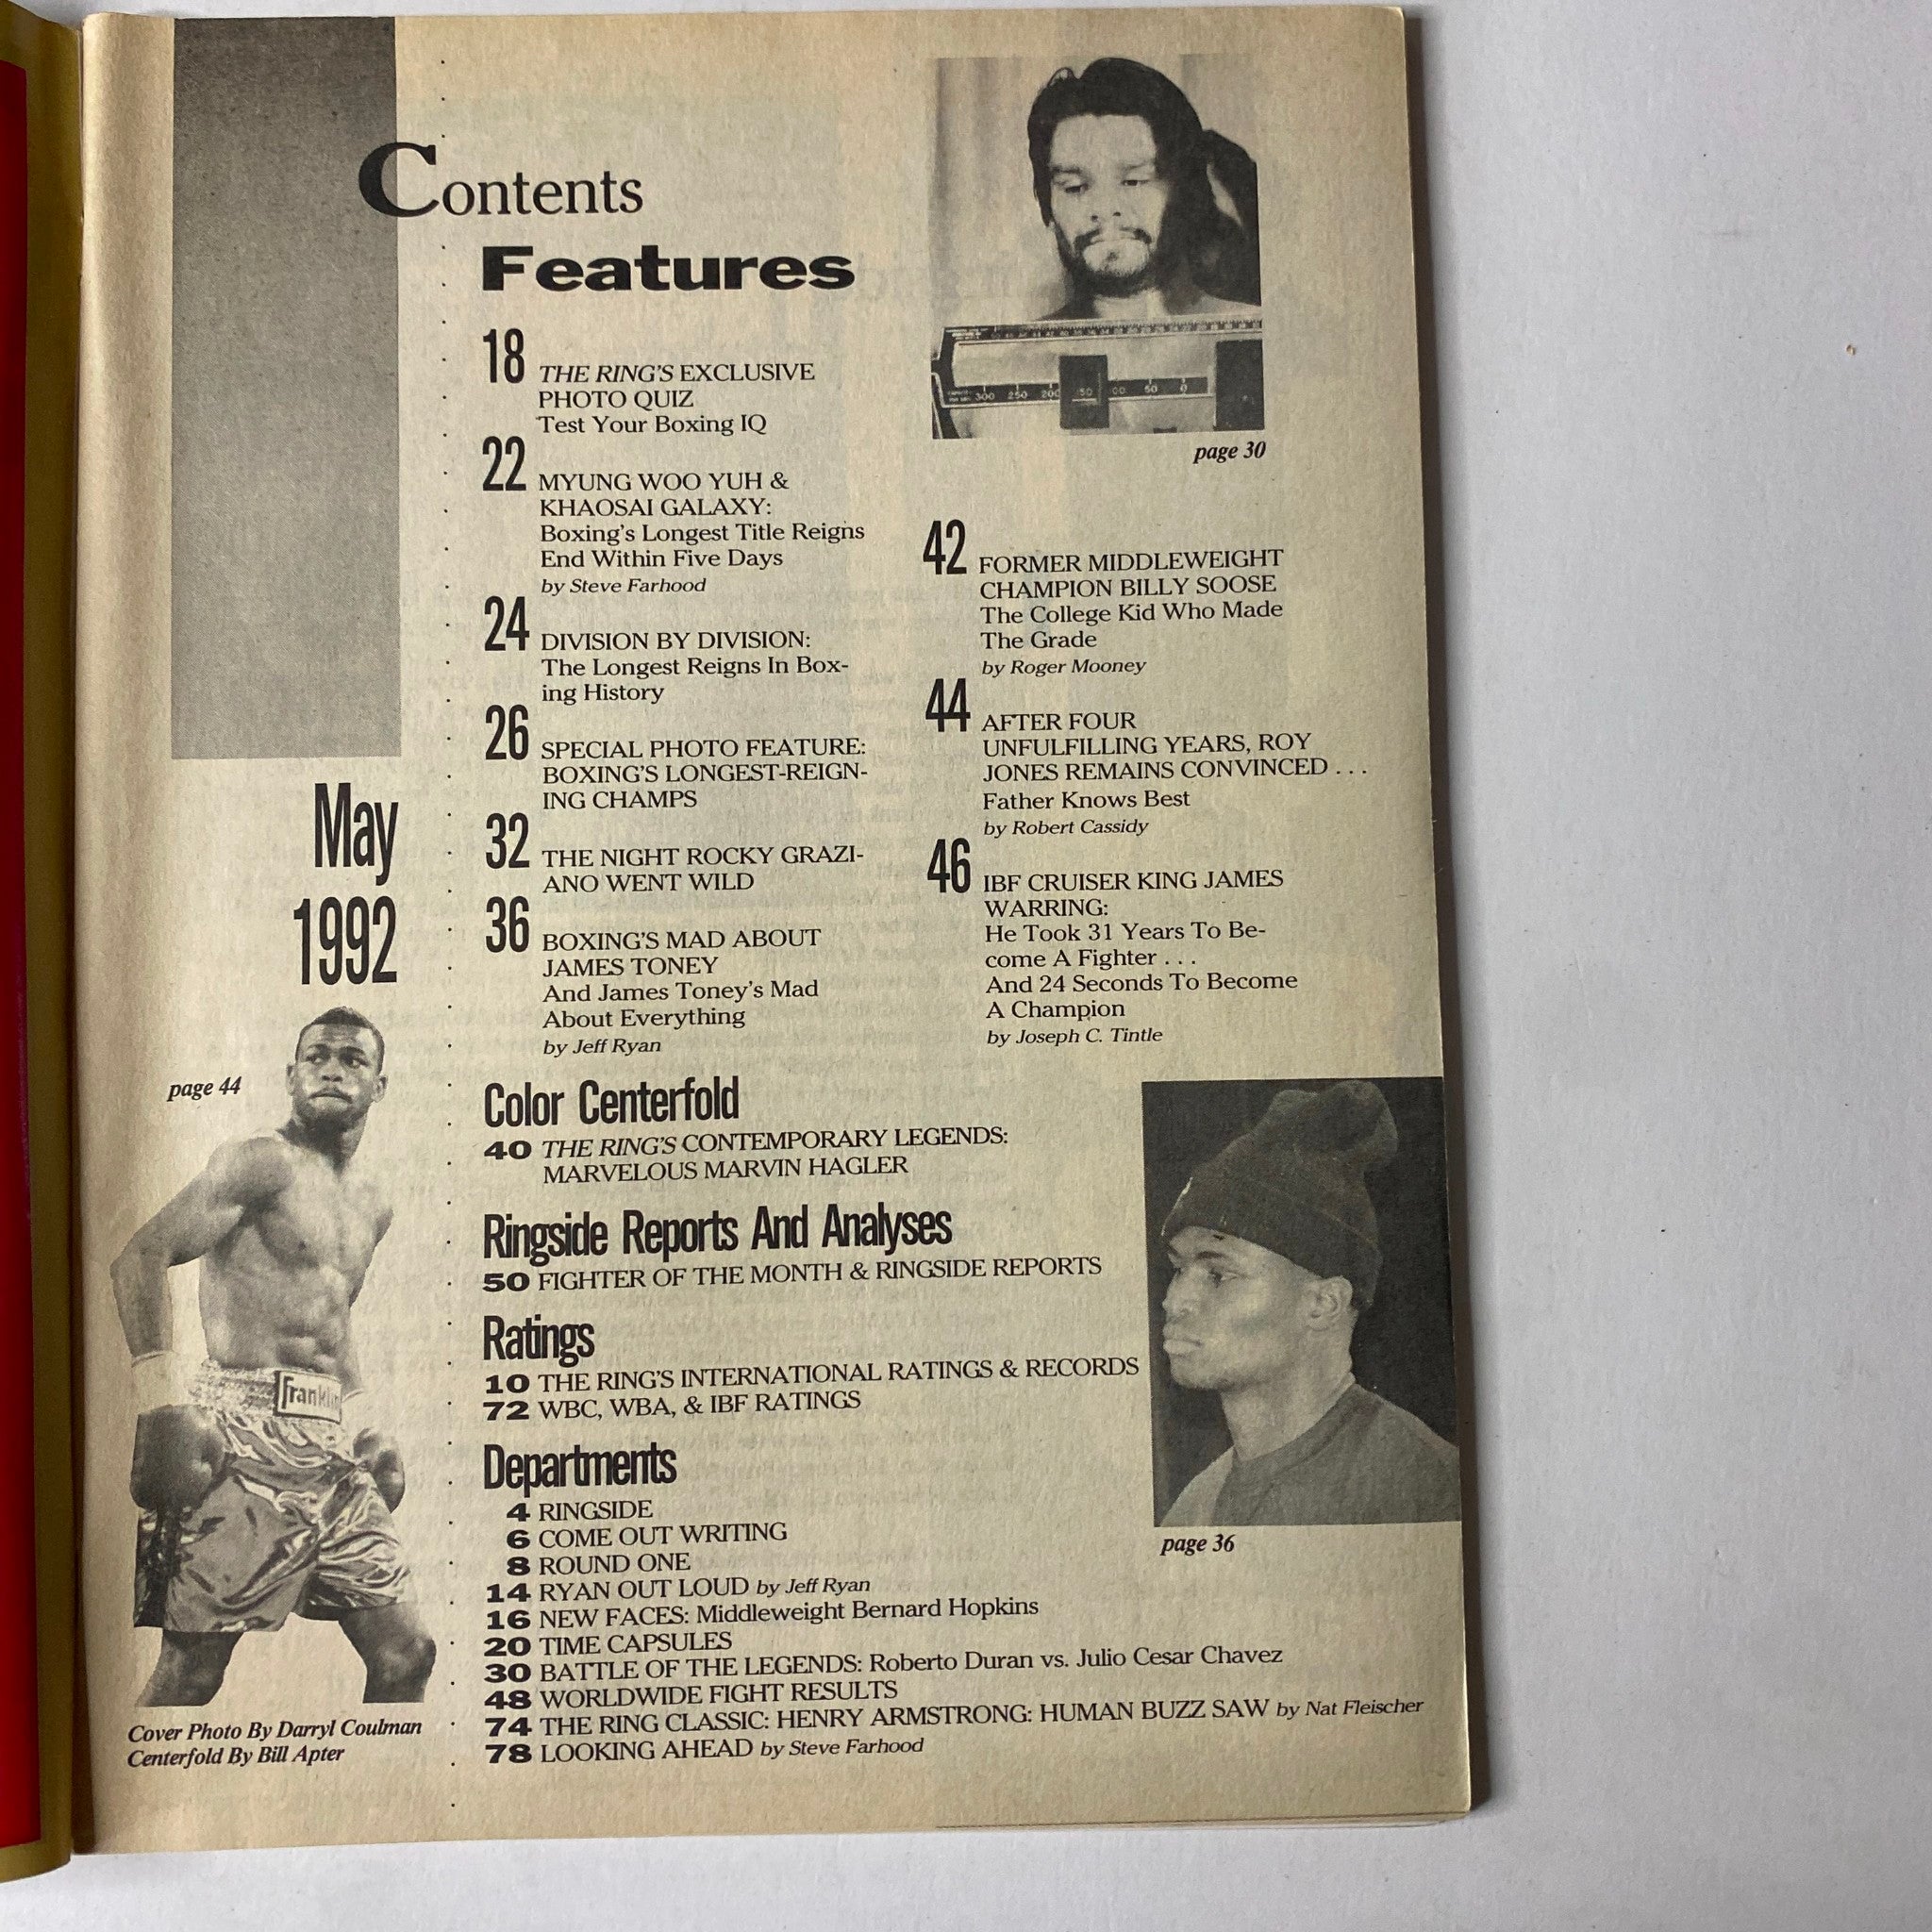 Contents
Features
18 THE RING'S EXCLUSIVE
PHOTO QUIZ
Test Your Boxing IQ
22 MYUNG WOO YUH &
KHAOSAI GALAXY:
Boxing's Longest Title Reigns
End Within Five Days
by Steve Farhood
24 DIVISION BY DIVISION:
The Longest Reigns In Box-
ing History
26 SPECIAL PHOTO FEATURE:
BOXING'S LONGEST-REIGN-
ING CHAMPS
32 THE NIGHT ROCKY GRAZI-
ANO WENT WILD
36 BOXING'S MAD ABOUT
JAMES TONEY
And James Toney's Mad
About Everything
by Jeff Ryan
300 250 200 50 00 50 0
page 30
42 FORMER MIDDLEWEIGHT
CHAMPION BILLY SOOSE
The College Kid Who Made
The Grade
by Roger Mooney
44 AFTER FOUR
UNFULFILLING YEARS, ROY
JONES REMAINS CONVINCED . . .
Father Knows Best
by Robert Cassidy
46 IBF CRUISER KING JAMES
WARRING:
He Took 31 Years To Be-
come A Fighter . . .
And 24 Seconds To Become
A Champion
by Joseph C. Tintle
May
1992
page 44
Franklin
Color Centerfold
40 THE RING'S CONTEMPORARY LEGENDS:
MARVELOUS MARVIN HAGLER
Ringside Reports And Analyses
50 FIGHTER OF THE MONTH & RINGSIDE REPORTS
Ratings
10 THE RING'S INTERNATIONAL RATINGS & RECORDS
72 WBC, WBA, & IBF RATINGS
page 36
Departments
4 RINGSIDE
6 COME OUT WRITING
8 ROUND ONE
14 RYAN OUT LOUD by Jeff Ryan
16 NEW FACES: Middleweight Bernard Hopkins
20 TIME CAPSULES
30 BATTLE OF THE LEGENDS: Roberto Duran vs. Julio Cesar Chavez
48 WORLDWIDE FIGHT RESULTS
74 THE RING CLASSIC: HENRY ARMSTRONG: HUMAN BUZZ SAW by Nat Fleischer
78 LOOKING AHEAD by Steve Farhood
Cover Photo By Darryl Coulman
Centerfold By Bill Apter